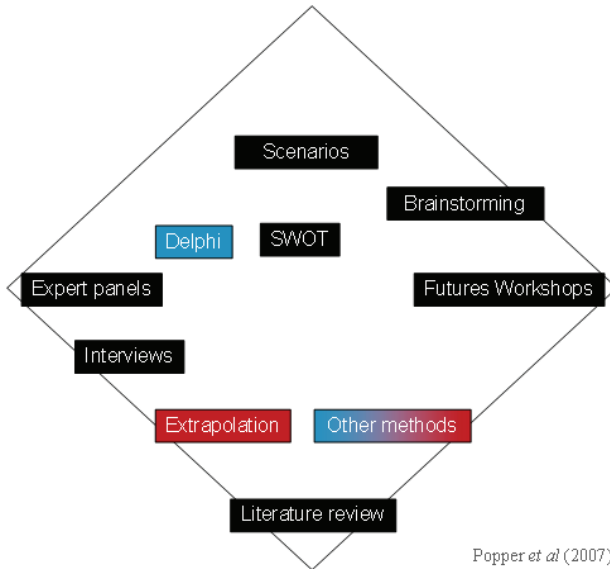 Scenarios
Brainstorming
Delphi
SWOT
Expert panels
Futures Workshops
Interviews
Extrapolation
Other methods
Literature review
Popper et al (2007)